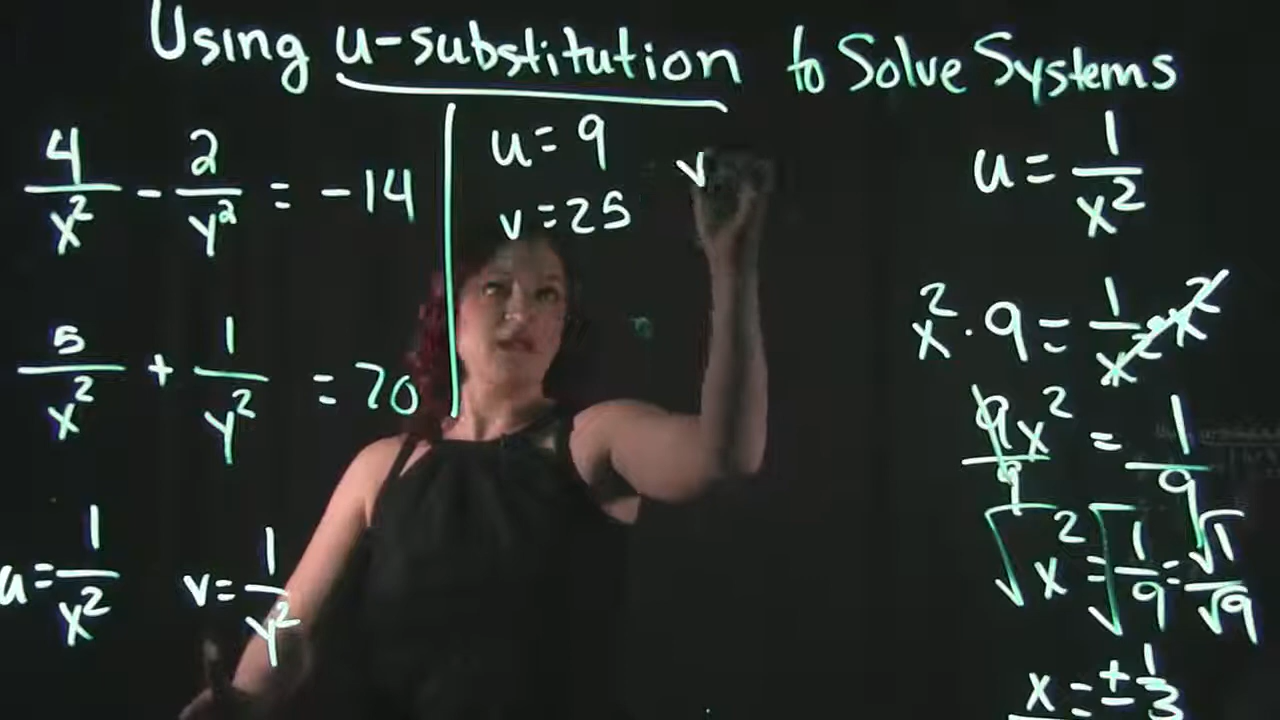 Using u-substitution to Solve Systems
4/x² - 2/y² = -14
5/x² + 1/y² = 70
u = 1/x² v = 1/y²
u = 9
v = 25
v
u = 1/x²
x² · 9 = 1/x² · x²
9x²/9 = 1/9
√x² = √1/9 = √1/√9
x = ± 1/3